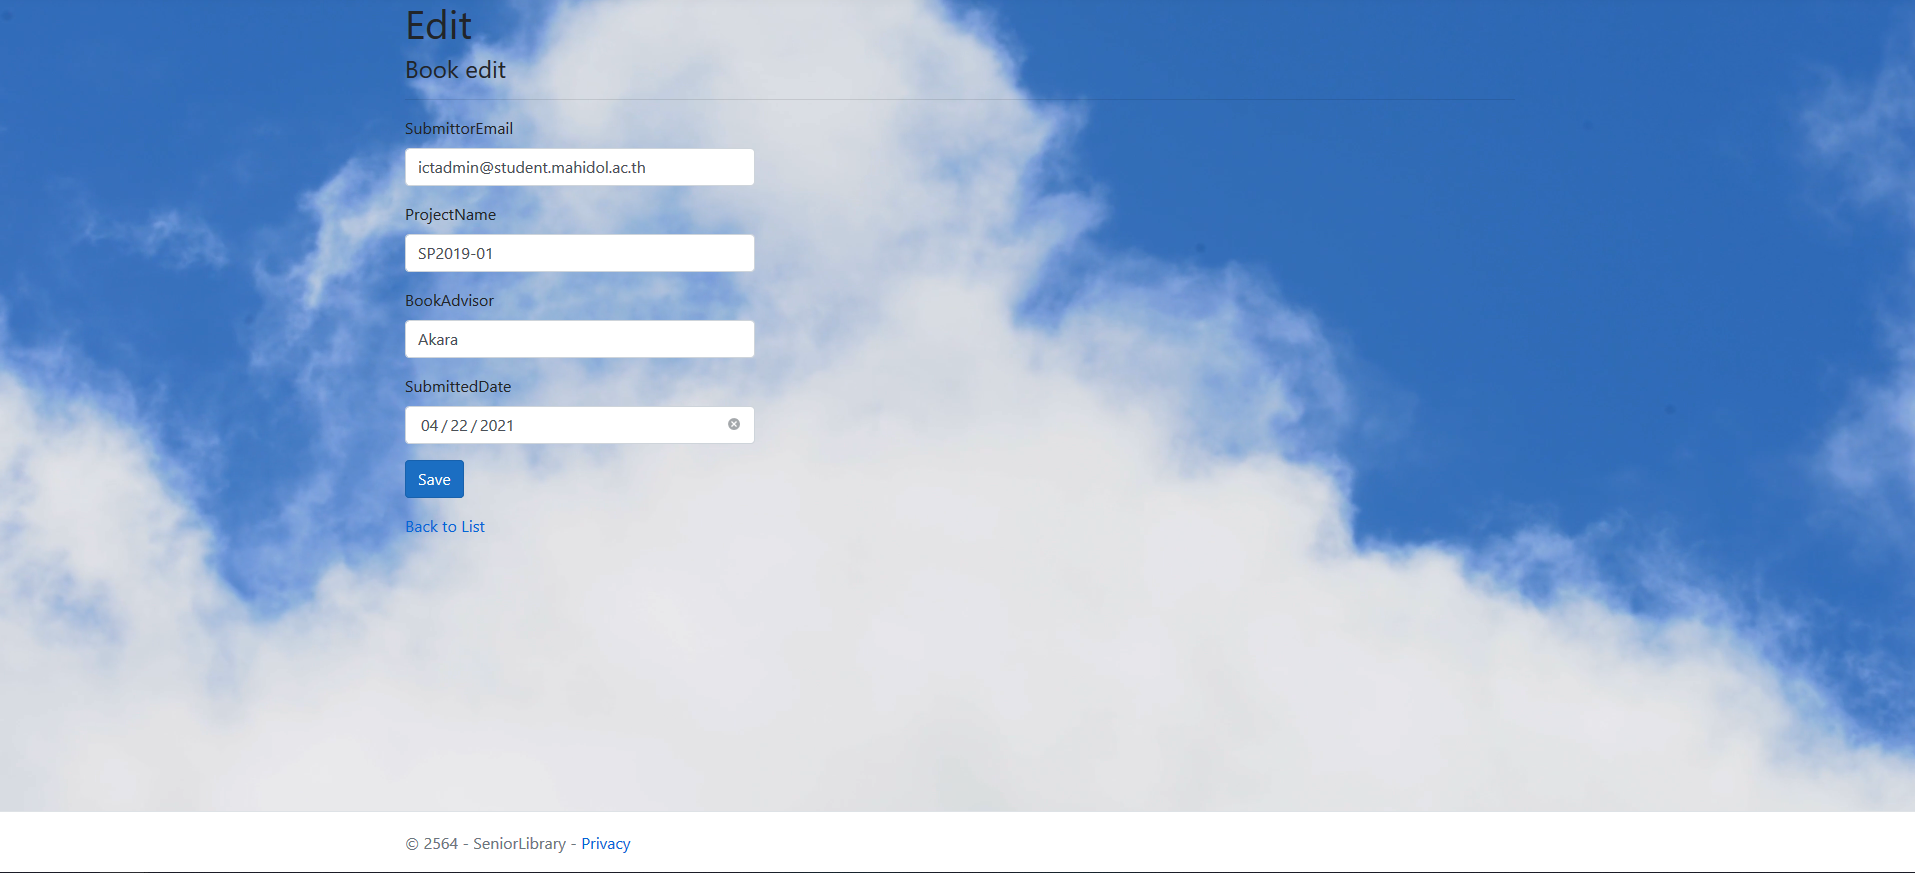 Edit
Book edit
SubmittorEmail
ictadmin@student.mahidol.ac.th
ProjectName
SP2019-01
BookAdvisor
Akara
SubmittedDate
04 / 22 / 2021
Save
Back to List
© 2564 - SeniorLibrary - Privacy